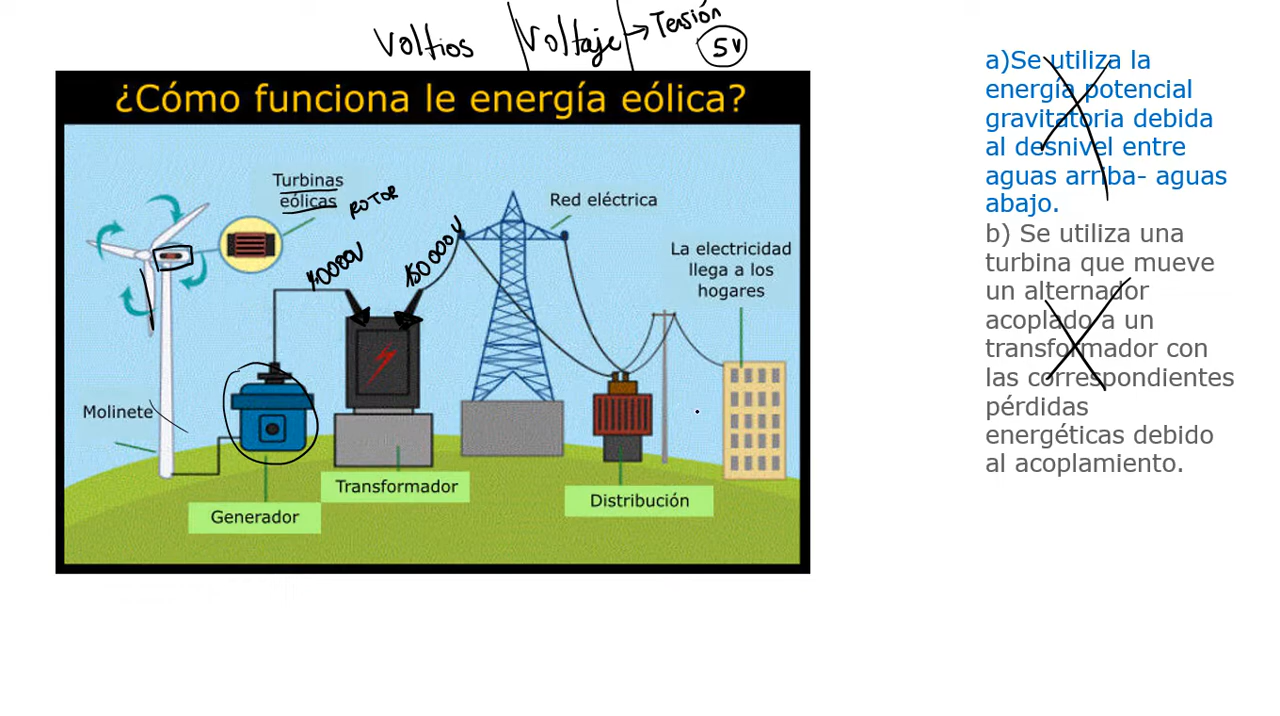 Voltios Voltaje → Tensión
5V
¿Cómo funciona le energía eólica?
Turbinas
eólicas
ROTOR
Red eléctrica
La electricidad
llega a los
hogares
150000V
Molinete
Transformador
Distribución
Generador
a)Se utiliza la
energía potencial
gravitatoria debida
al desnivel entre
aguas arriba- aguas
abajo.
b) Se utiliza una
turbina que mueve
un alternador
acoplado a un
transformador con
las correspondientes
pérdidas
energéticas debido
al acoplamiento.